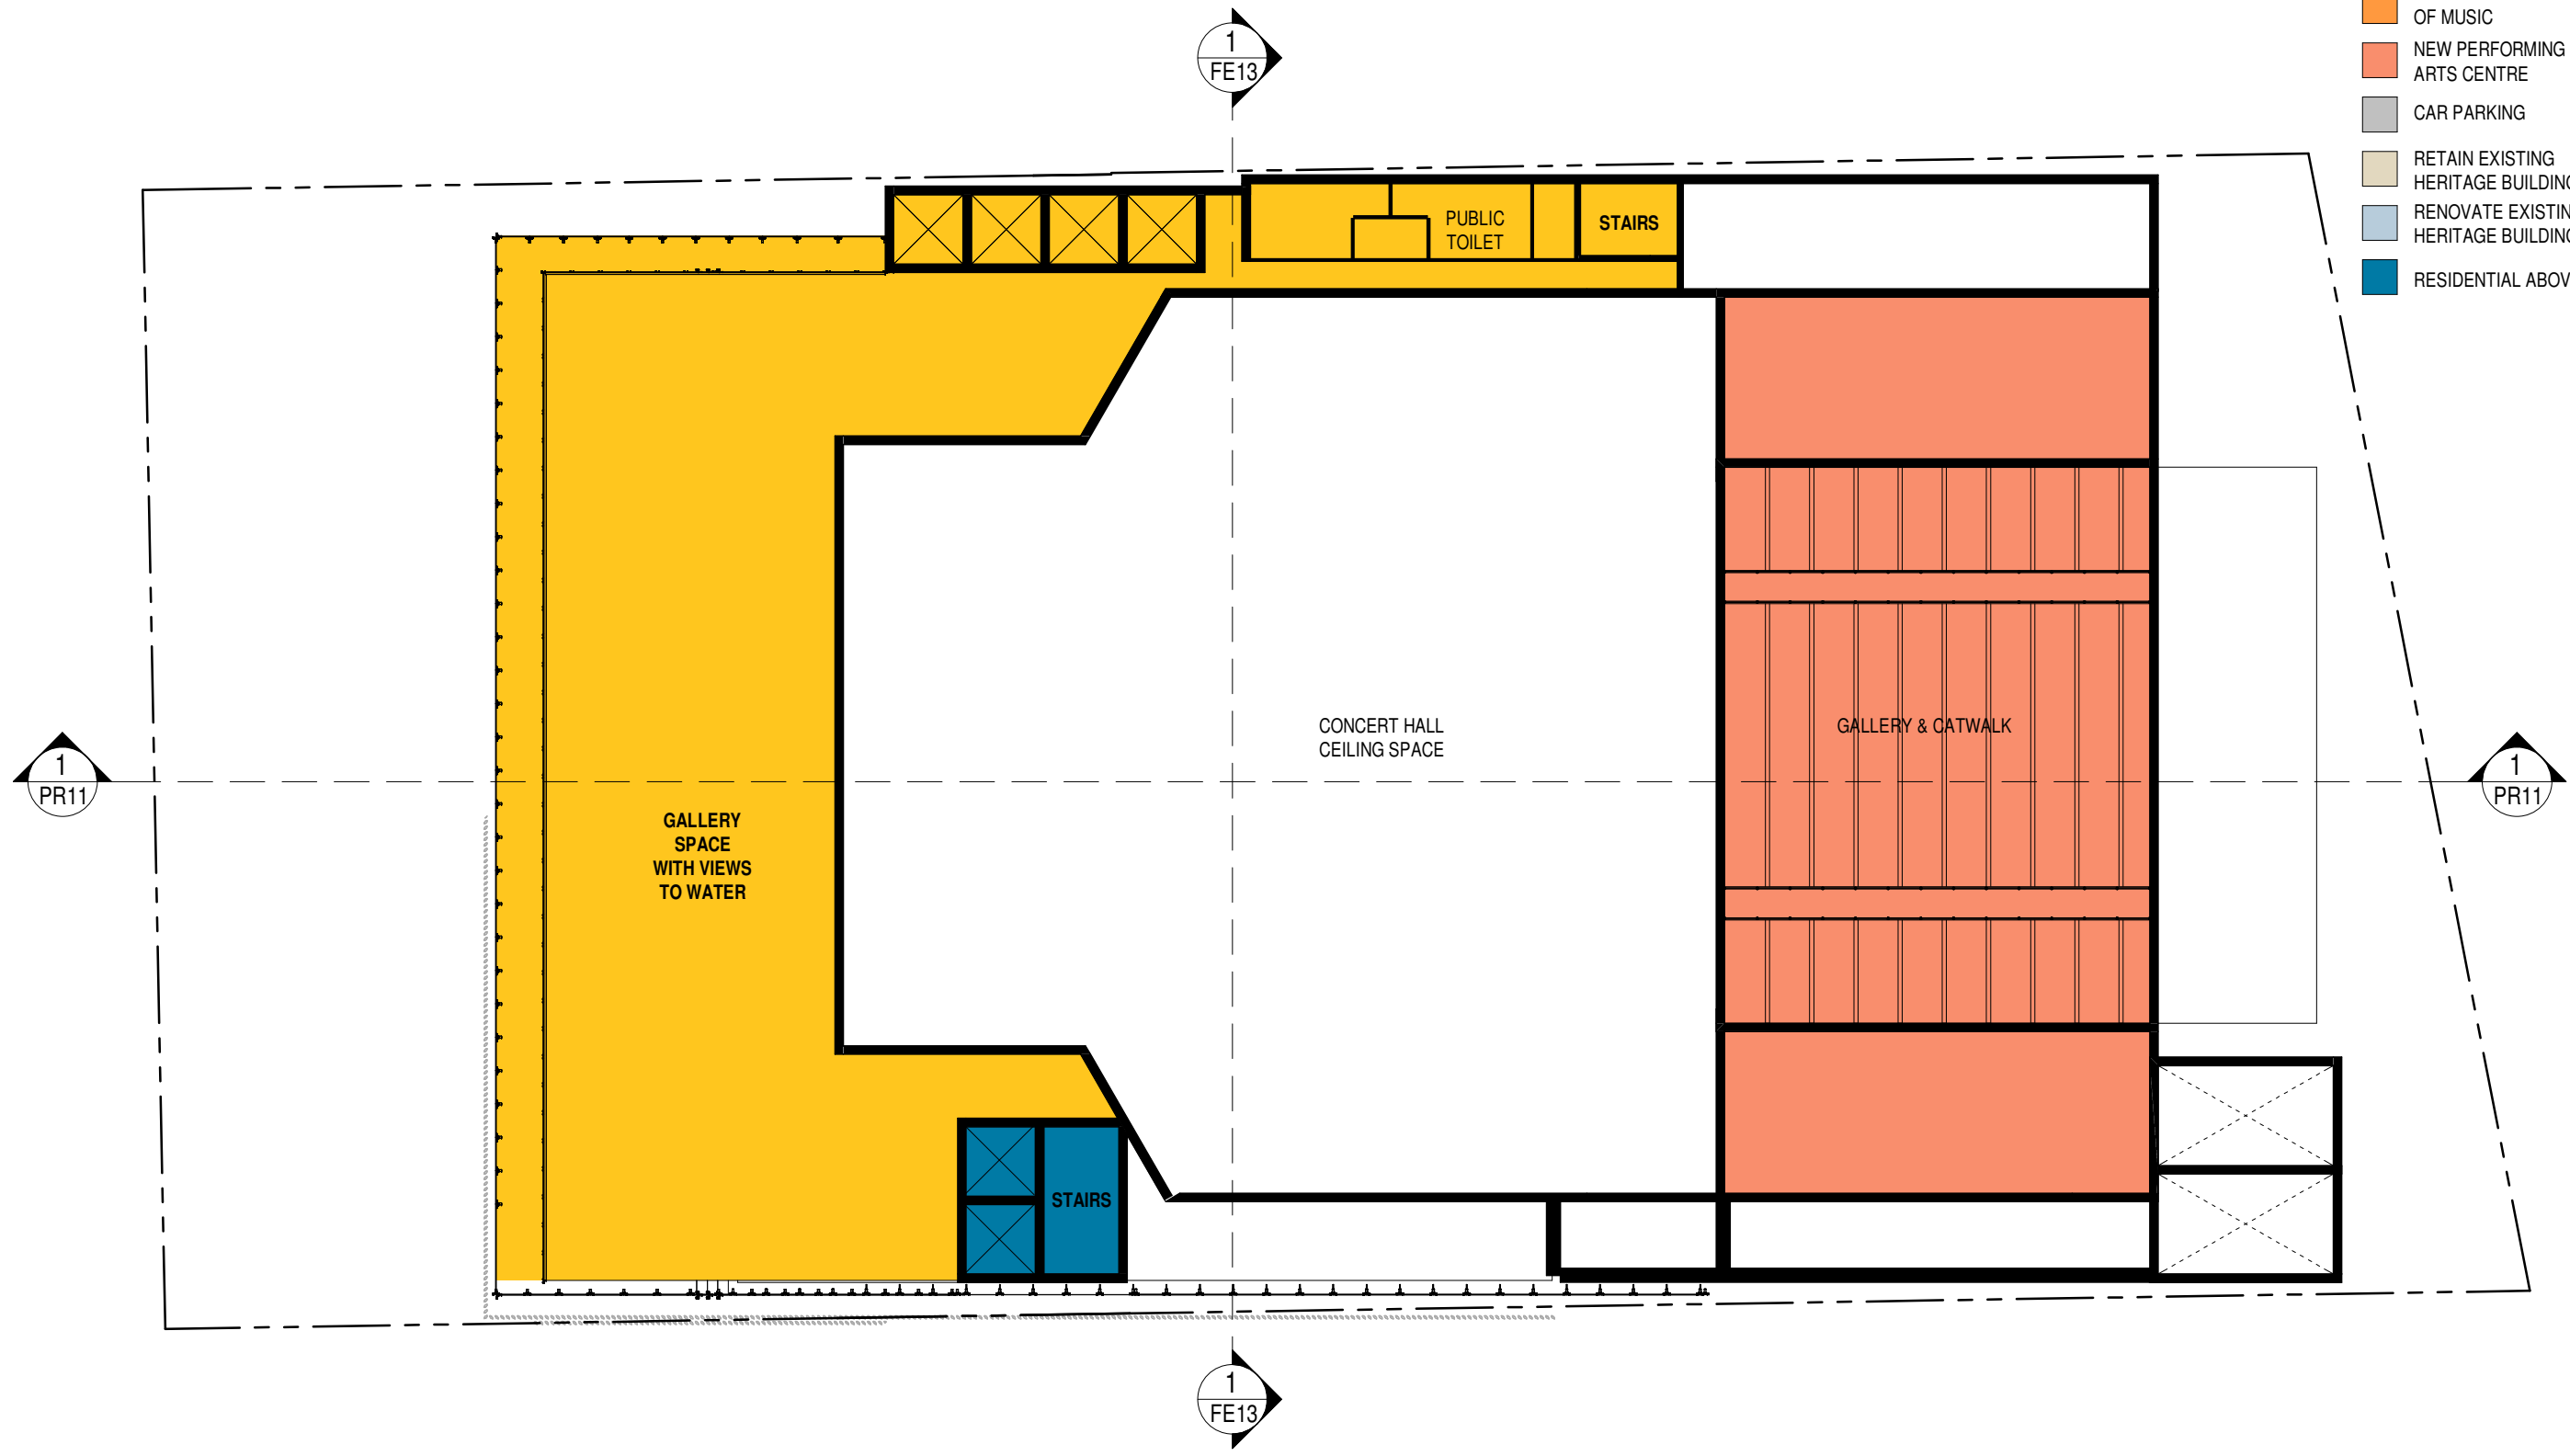 1
FE13
OF MUSIC
NEW PERFORMING
ARTS CENTRE
CAR PARKING
RETAIN EXISTING
HERITAGE BUILDING
RENOVATE EXISTIN
HERITAGE BUILDING
RESIDENTIAL ABOV
PUBLIC
TOILET
STAIRS
CONCERT HALL
CEILING SPACE
GALLERY & CATWALK
1
PR11
1
PR11
GALLERY
SPACE
WITH VIEWS
TO WATER
STAIRS
1
FE13